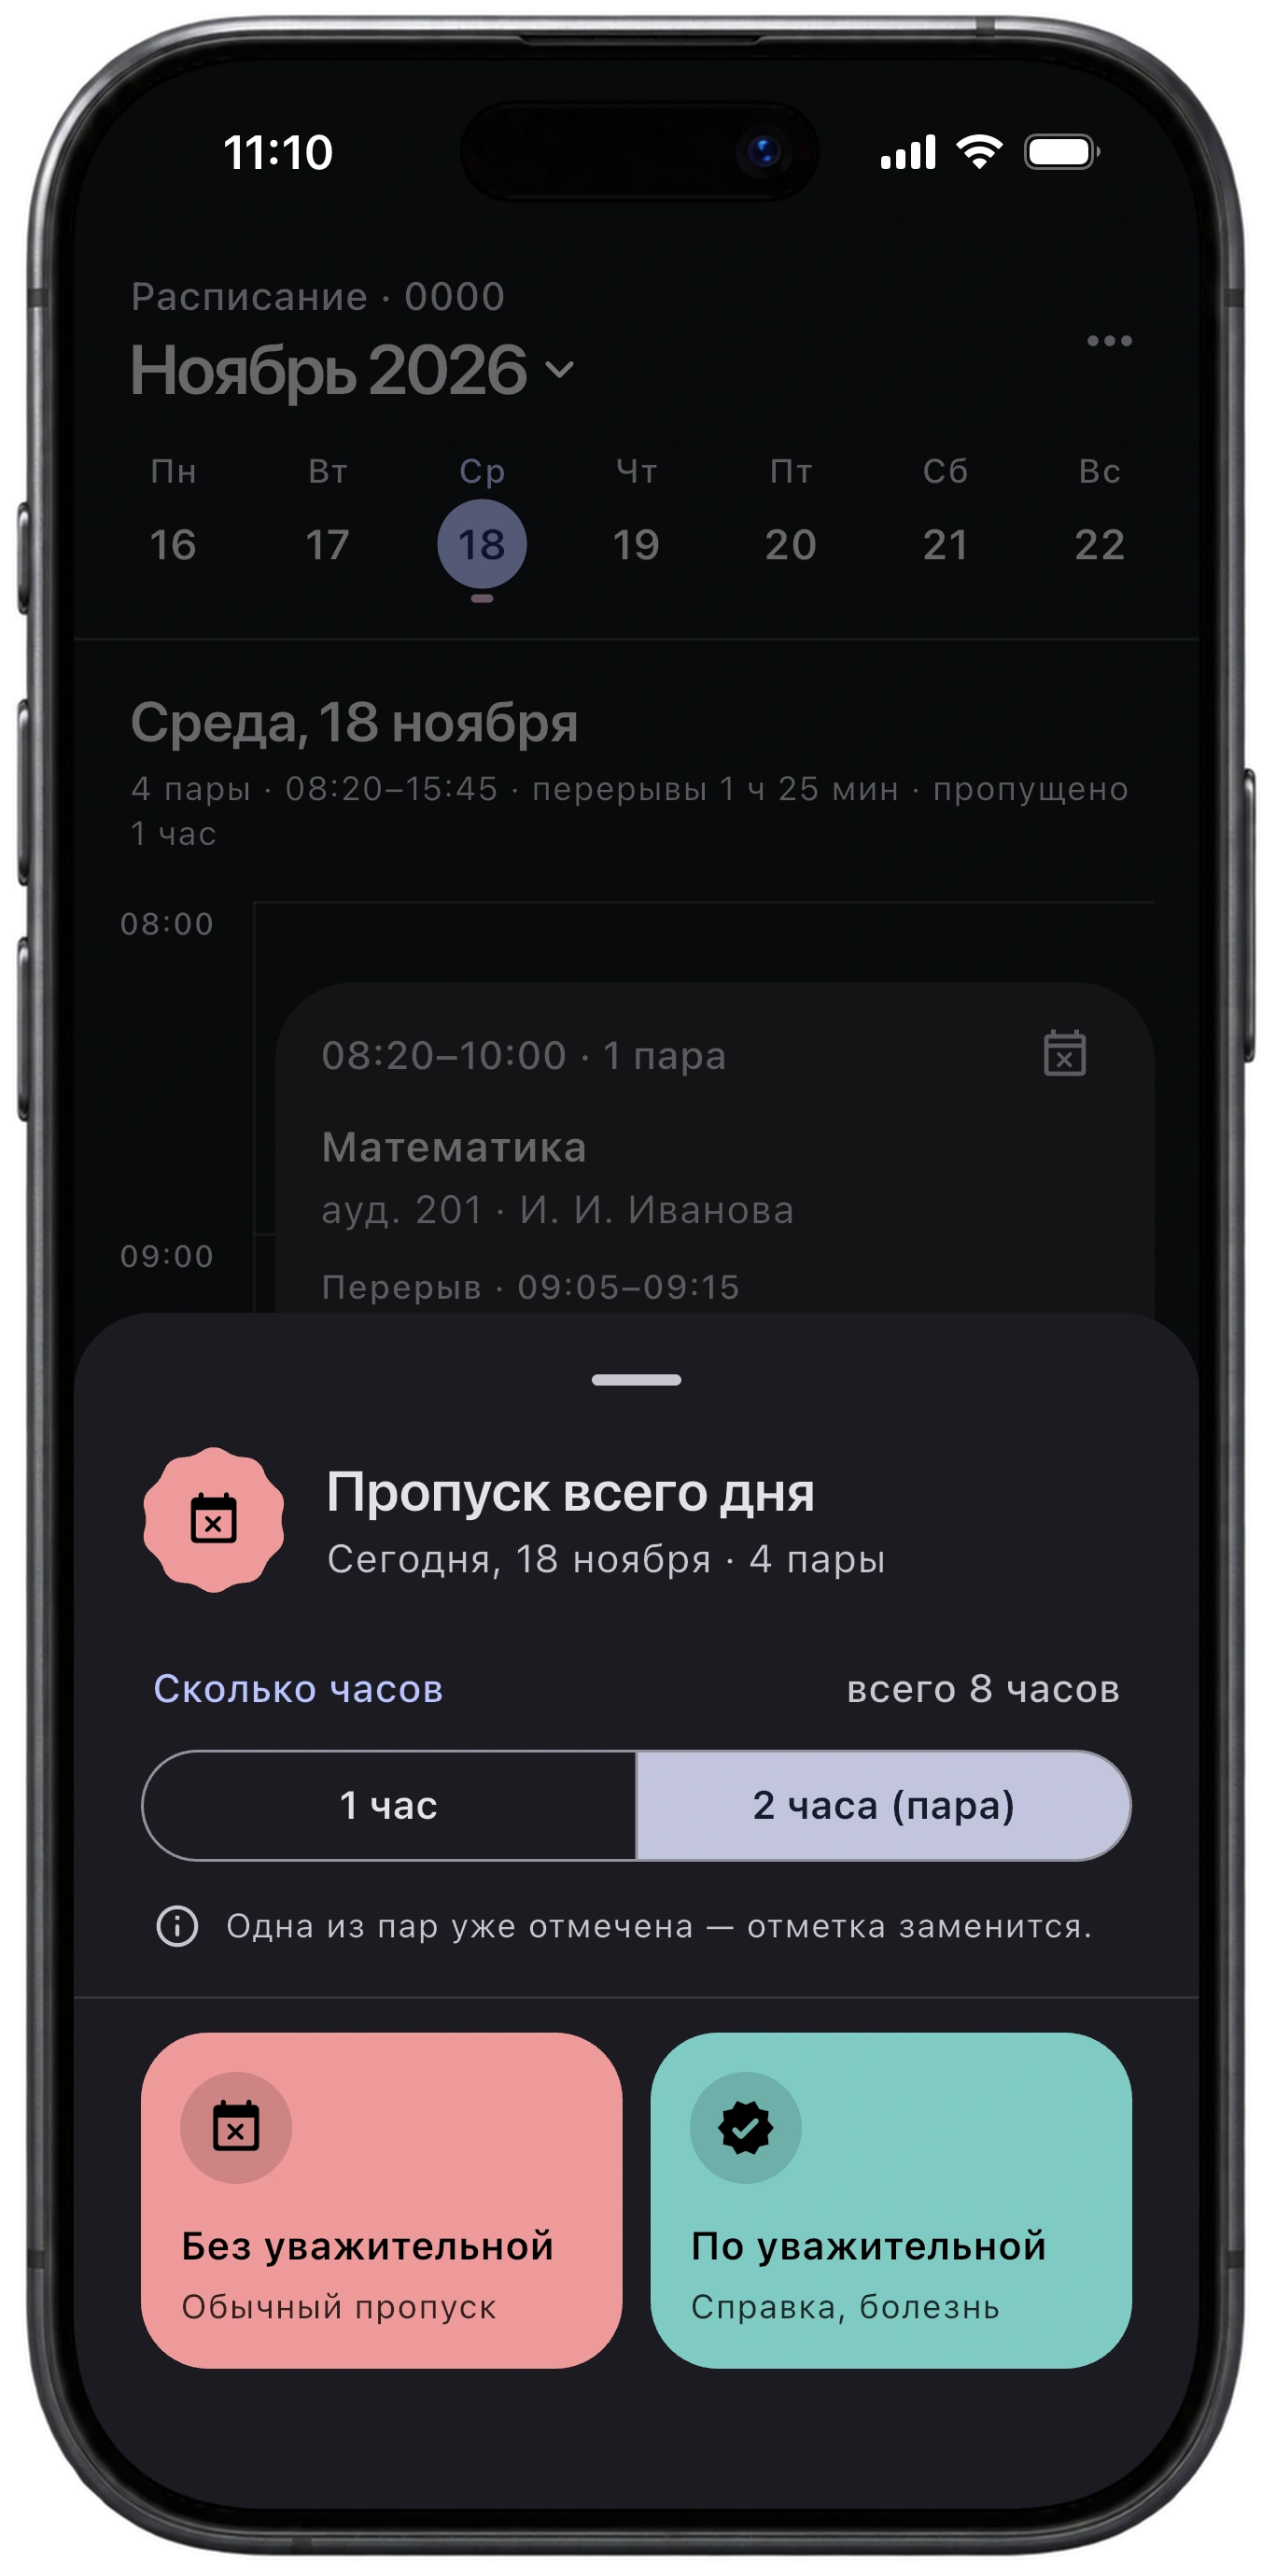 11:10
Расписание · 0000
Ноябрь 2026
Пн Вт Ср Чт Пт Сб Вс
16 17 18 19 20 21 22
Среда, 18 ноября
4 пары · 08:20–15:45 · перерывы 1 ч 25 мин · пропущено
1 час
08:00
08:20–10:00 · 1 пара
Математика
ауд. 201 · И. И. Иванова
09:00
Перерыв · 09:05–09:15
Пропуск всего дня
Сегодня, 18 ноября · 4 пары
Сколько часов всего 8 часов
1 час 2 часа (пара)
Одна из пар уже отмечена — отметка заменится.
Без уважительной
Обычный пропуск
По уважительной
Справка, болезнь